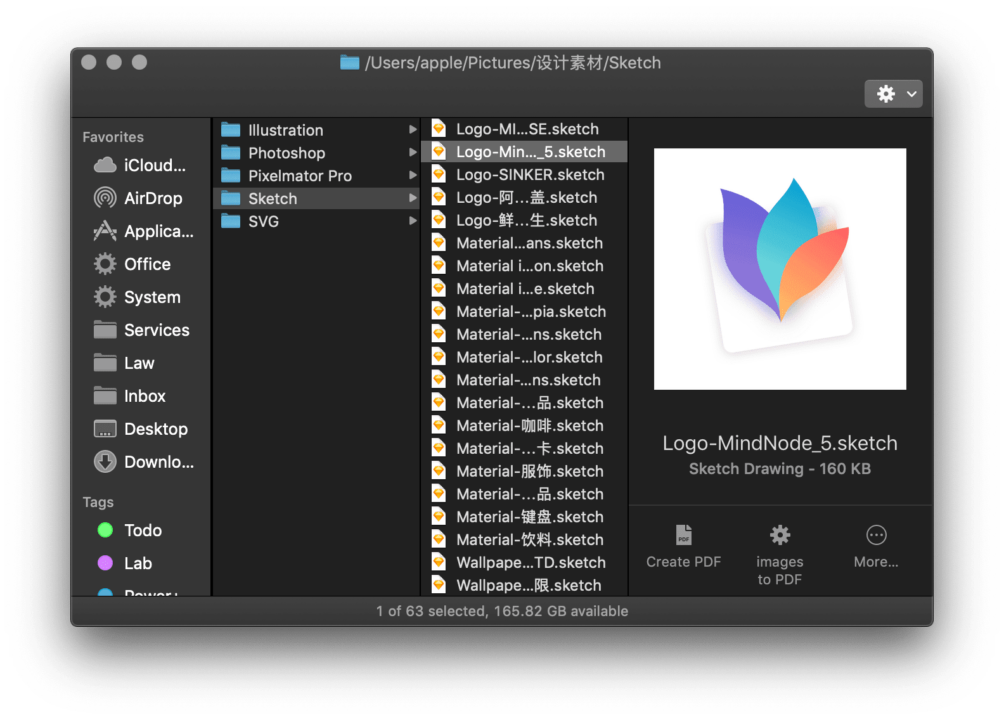 /Users/apple/Pictures/设计素材/Sketch
Favorites
iCloud...
AirDrop
Applica...
Office
System
Services
Law
Inbox
Desktop
Downlo...
Tags
Todo
Lab
Power+
Illustration
Photoshop
Pixelmator Pro
Sketch
SVG
Logo-MI...SE.sketch
Logo-Min..._5.sketch
Logo-SINKER.sketch
Logo-阿...盖.sketch
Logo-鲜...生.sketch
Material...ans.sketch
Material i...on.sketch
Material i...e.sketch
Material-...pia.sketch
Material-...ns.sketch
Material-...lor.sketch
Material-...ns.sketch
Material-...品.sketch
Material-咖啡.sketch
Material-...卡.sketch
Material-服饰.sketch
Material-...品.sketch
Material-键盘.sketch
Material-饮料.sketch
Wallpape...TD.sketch
Wallpape...限.sketch
Logo-MindNode_5.sketch
Sketch Drawing - 160 KB
PDF
Create PDF
images
to PDF
More...
1 of 63 selected, 165.82 GB available